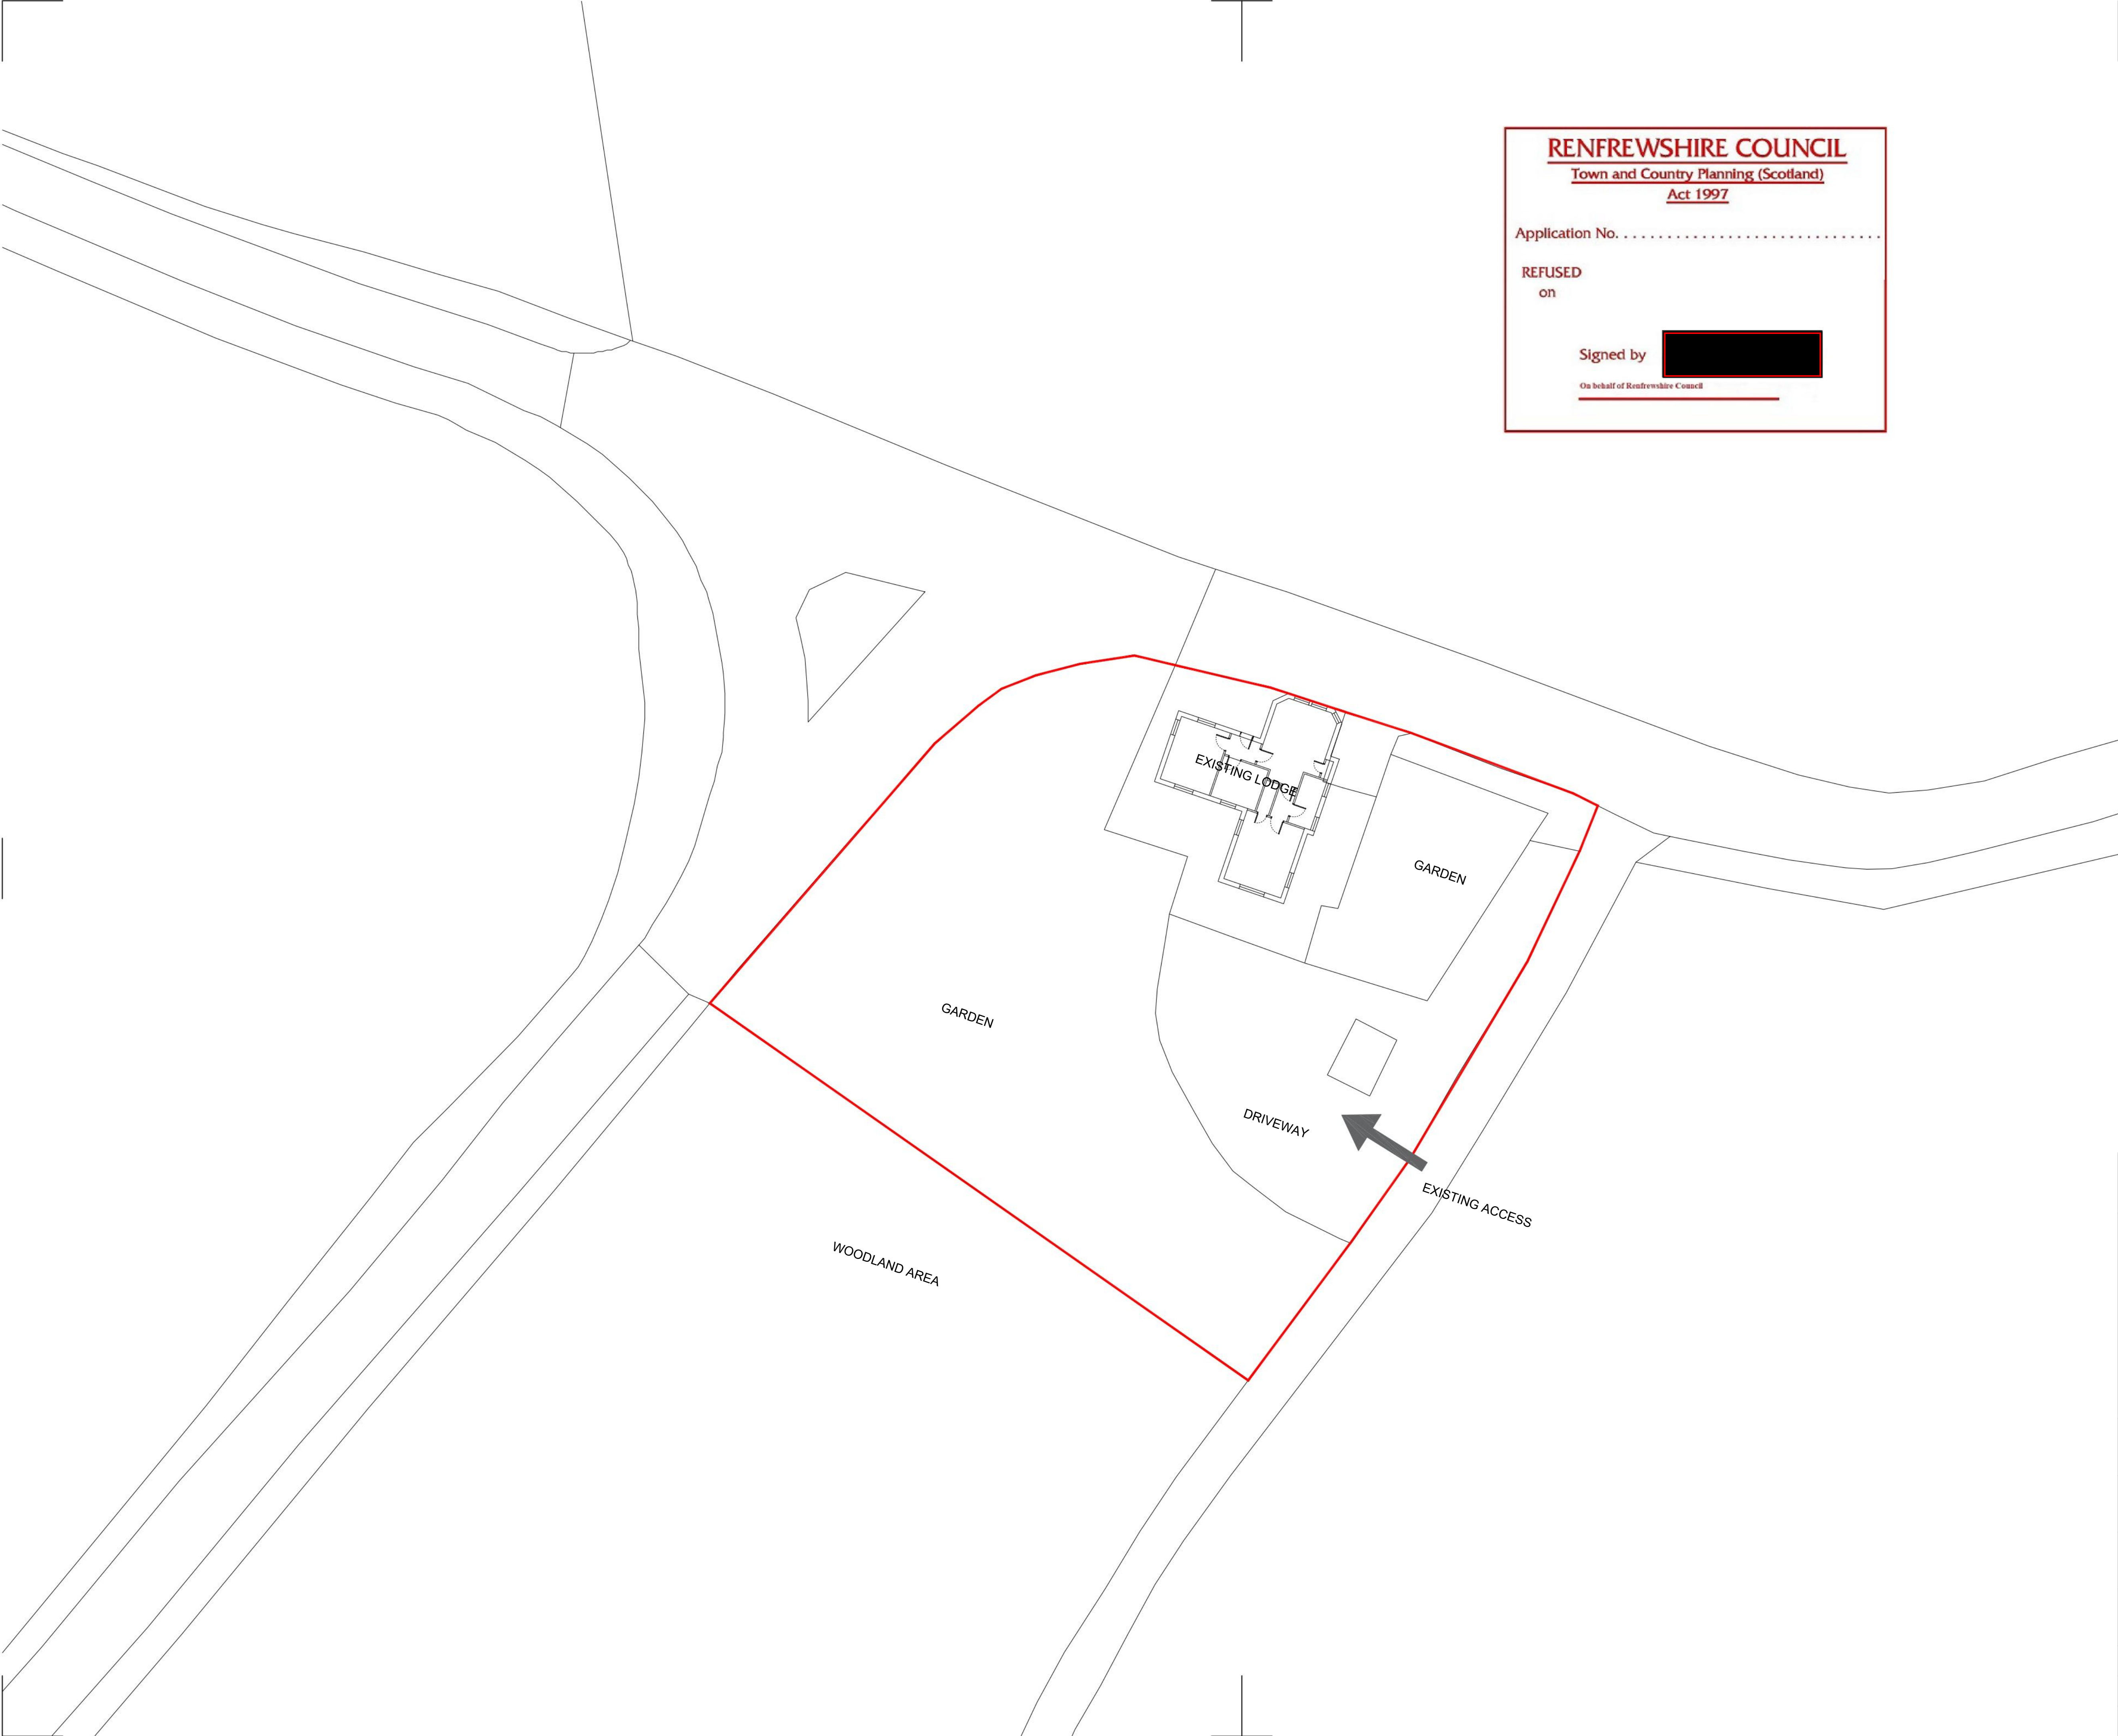 RENFREWSHIRE COUNCIL
Town and Country Planning (Scotland)
Act 1997
Application No. . . . . . . . . . . . . . . . . . . . . . . . . . . . . . .
REFUSED
on
Signed by
On behalf of Renfrewshire Council
EXISTING LODGE
GARDEN
GARDEN
DRIVEWAY
EXISTING ACCESS
WOODLAND AREA